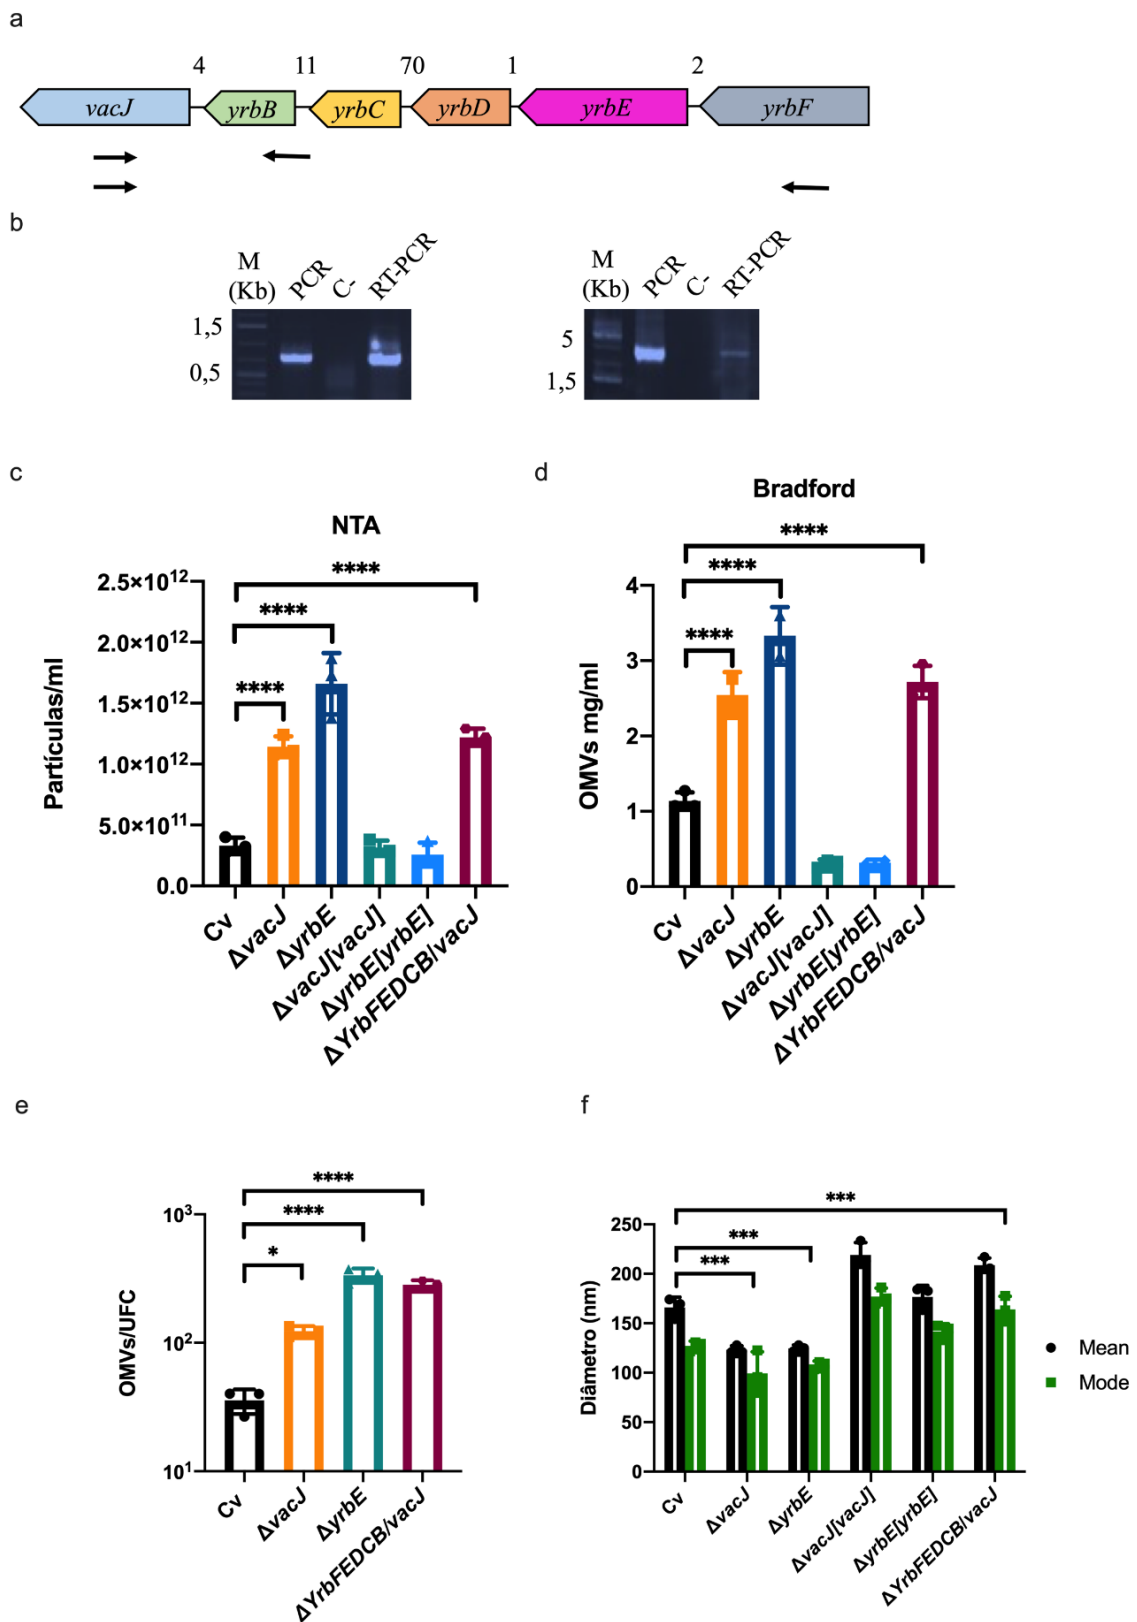 a
4 11 70 1 2
vacJ yrbB yrbC yrbD yrbE yrbF
b
M (Kb) PCR C- RT-PCR
1,5
0,5
M (Kb) PCR C- RT-PCR
5
1,5
c
NTA
****
****
****
Partículas/ml
2.5×10¹²
2.0×10¹²
1.5×10¹²
1.0×10¹²
5.0×10¹¹
0.0
Cv ΔvacJ ΔyrbE ΔvacJ[vacJ] ΔyrbE[yrbE] ΔYrbFEDCB/vacJ
d
Bradford
****
****
****
OMVs mg/ml
4
3
2
1
0
Cv ΔvacJ ΔyrbE ΔvacJ[vacJ] ΔyrbE[yrbE] ΔYrbFEDCB/vacJ
e
****
****
*
OMVs/UFC
10³
10²
10¹
Cv ΔvacJ ΔyrbE ΔYrbFEDCB/vacJ
f
***
***
***
Diâmetro (nm)
250
200
150
100
50
0
Cv ΔvacJ ΔyrbE ΔvacJ[vacJ] ΔyrbE[yrbE] ΔYrbFEDCB/vacJ
Mean
Mode